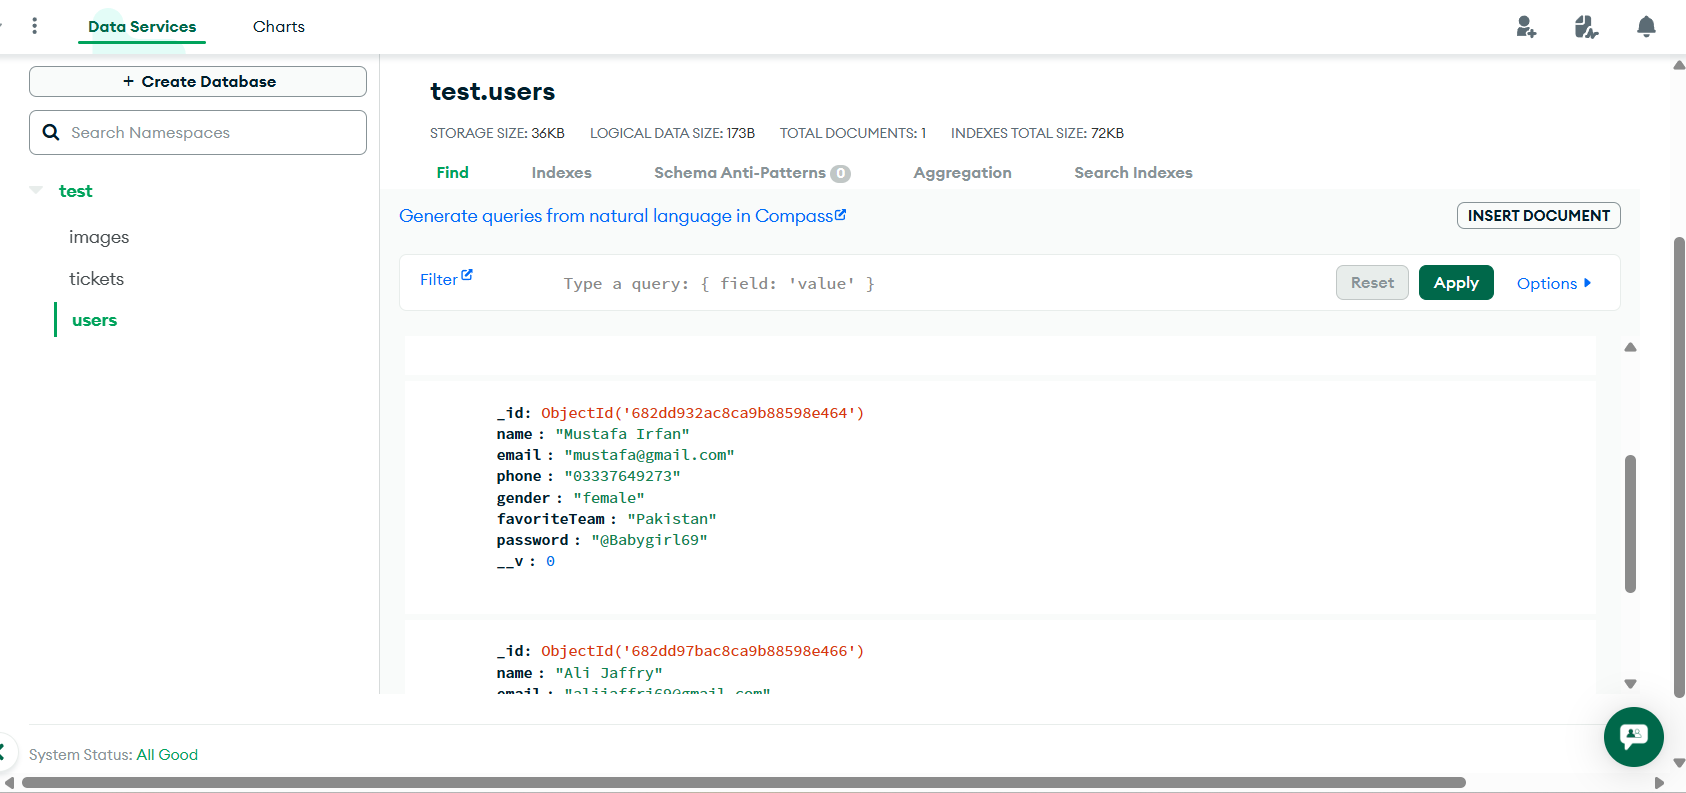 Data Services
Charts
+ Create Database
Search Namespaces
test
images
tickets
users
test.users
STORAGE SIZE: 36KB LOGICAL DATA SIZE: 173B TOTAL DOCUMENTS: 1 INDEXES TOTAL SIZE: 72KB
Find Indexes Schema Anti-Patterns 0 Aggregation Search Indexes
Generate queries from natural language in Compass
INSERT DOCUMENT
Filter
Type a query: { field: 'value' }
Reset
Apply
Options
_id: ObjectId('682dd932ac8ca9b88598e464')
name : "Mustafa Irfan"
email : "mustafa@gmail.com"
phone : "03337649273"
gender : "female"
favoriteTeam : "Pakistan"
password : "@Babygirl69"
__v : 0
_id: ObjectId('682dd97bac8ca9b88598e466')
name : "Ali Jaffry"
email : "alijaffri69@gmail.com"
System Status: All Good